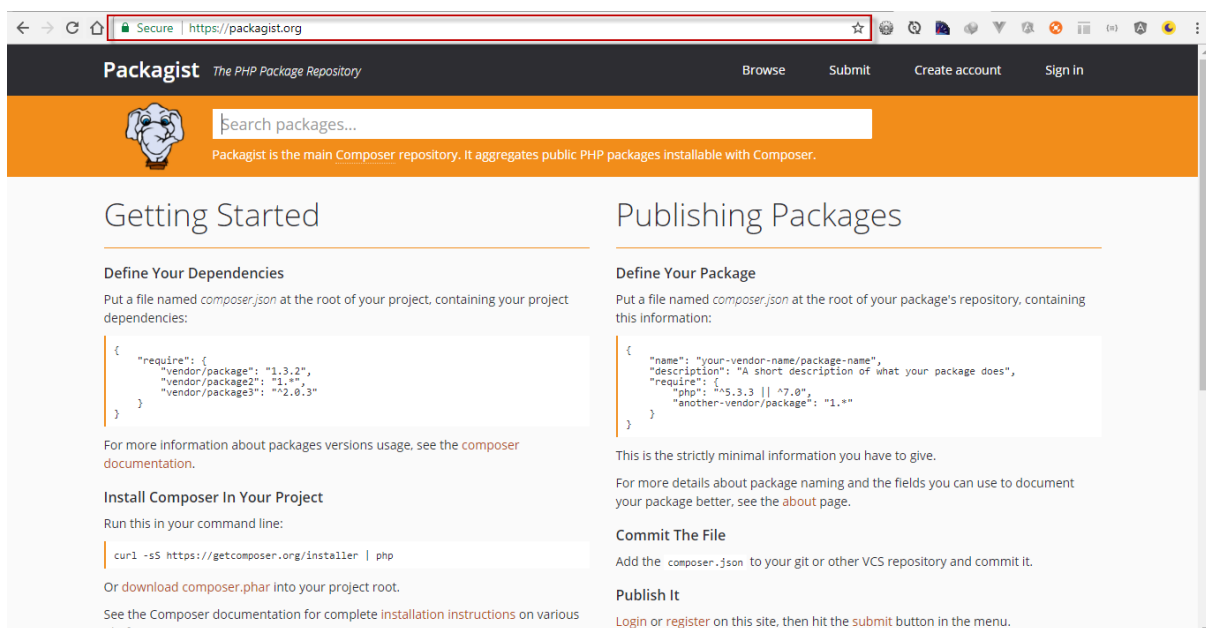 Secure | https://packagist.org
Packagist The PHP Package Repository
Browse Submit Create account Sign in
Search packages...
Packagist is the main Composer repository. It aggregates public PHP packages installable with Composer.
Getting Started
Define Your Dependencies
Put a file named composer.json at the root of your project, containing your project
dependencies:
{
    "require": {
        "vendor/package": "1.3.2",
        "vendor/package2": "1.*",
        "vendor/package3": "^2.0.3"
    }
}
For more information about packages versions usage, see the composer
documentation.
Install Composer In Your Project
Run this in your command line:
curl -sS https://getcomposer.org/installer | php
Or download composer.phar into your project root.
See the Composer documentation for complete installation instructions on various
Publishing Packages
Define Your Package
Put a file named composer.json at the root of your package's repository, containing
this information:
{
    "name": "your-vendor-name/package-name",
    "description": "A short description of what your package does",
    "require": {
        "php": "^5.3.3 || ^7.0",
        "another-vendor/package": "1.*"
    }
}
This is the strictly minimal information you have to give.
For more details about package naming and the fields you can use to document
your package better, see the about page.
Commit The File
Add the composer.json to your git or other VCS repository and commit it.
Publish It
Login or register on this site, then hit the submit button in the menu.